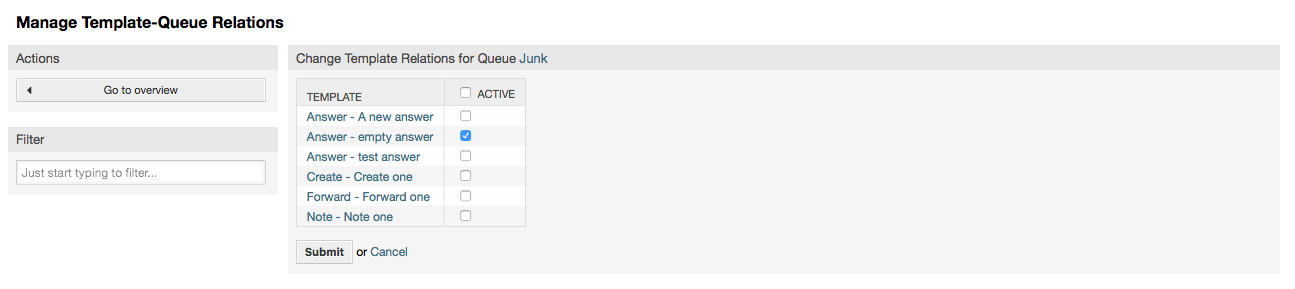 Manage Template-Queue Relations
Actions
Go to overview
Filter
Just start typing to filter...
Change Template Relations for Queue Junk
TEMPLATE ACTIVE
Answer - A new answer
Answer - empty answer
Answer - test answer
Create - Create one
Forward - Forward one
Note - Note one
Submit or Cancel